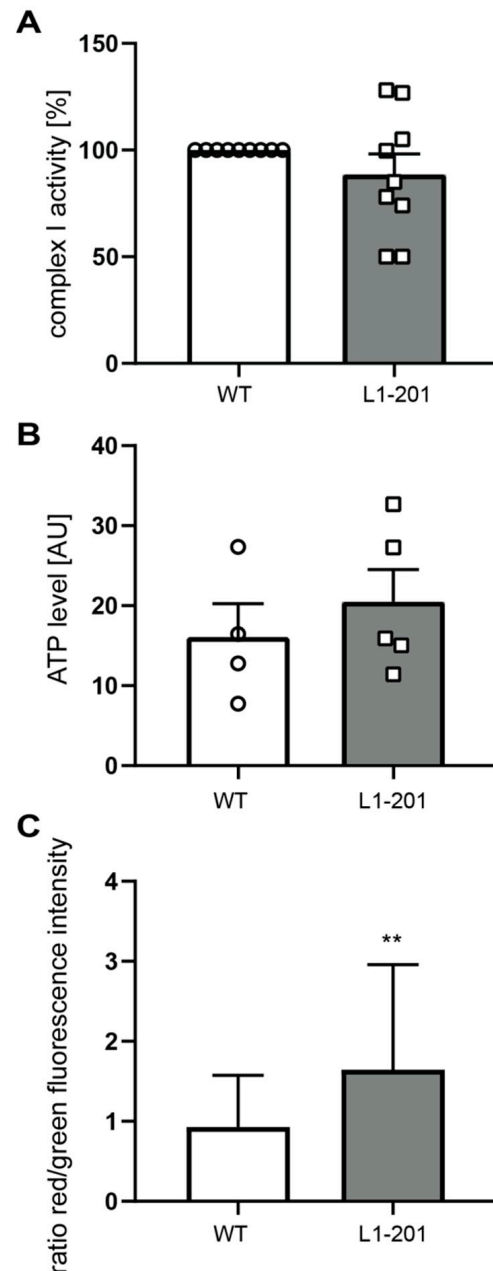 A
complex I activity [%]
150
100
50
0
WT
L1-201
B
ATP level [AU]
40
30
20
10
0
WT
L1-201
C
ratio red/green fluorescence intensity
4
3
2
1
0
**
WT
L1-201